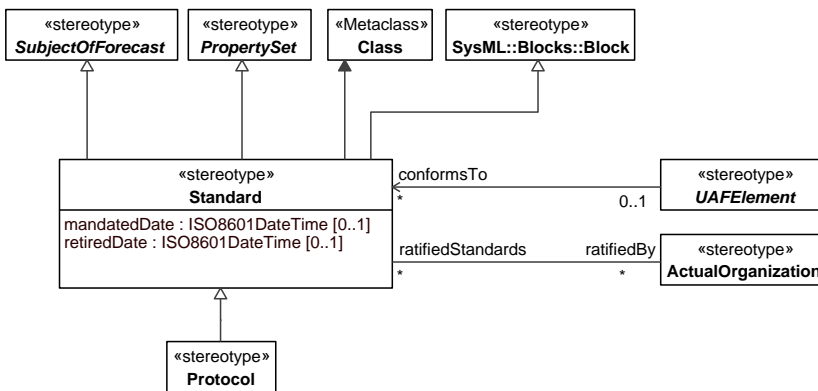 «stereotype»
SubjectOfForecast
«stereotype»
PropertySet
«Metaclass»
Class
«stereotype»
SysML::Blocks::Block
«stereotype»
Standard
mandatedDate : ISO8601DateTime [0..1]
retiredDate : ISO8601DateTime [0..1]
conformsTo
*
0..1
«stereotype»
UAFElement
ratifiedStandards
*
ratifiedBy
*
«stereotype»
ActualOrganization
«stereotype»
Protocol